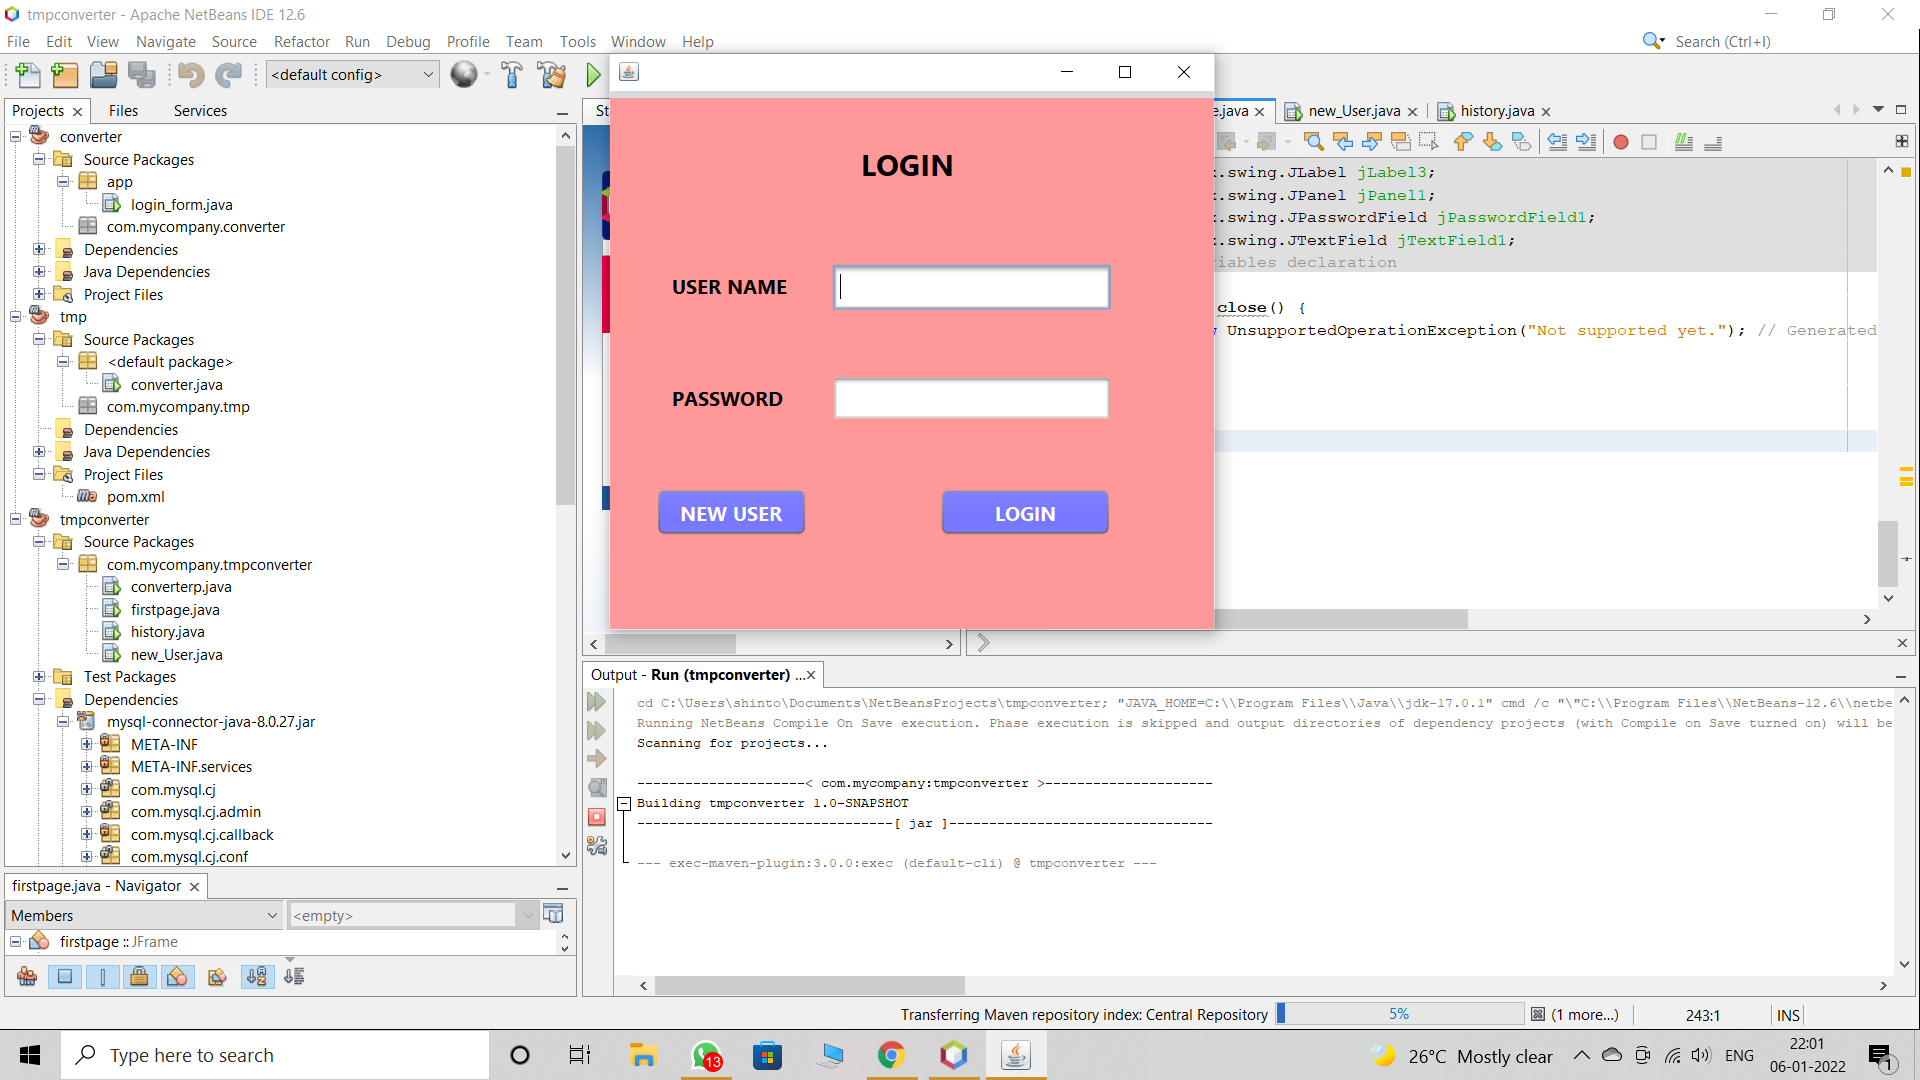 tmpconverter - Apache NetBeans IDE 12.6
File Edit View Navigate Source Refactor Run Debug Profile Team Tools Window Help
Search (Ctrl+I)
<default config>
Projects Files Services
converter
Source Packages
app
login_form.java
com.mycompany.converter
Dependencies
Java Dependencies
Project Files
tmp
Source Packages
<default package>
converter.java
com.mycompany.tmp
Dependencies
Java Dependencies
Project Files
pom.xml
tmpconverter
Source Packages
com.mycompany.tmpconverter
converterp.java
firstpage.java
history.java
new_User.java
Test Packages
Dependencies
mysql-connector-java-8.0.27.jar
META-INF
META-INF.services
com.mysql.cj
com.mysql.cj.admin
com.mysql.cj.callback
com.mysql.cj.conf
firstpage.java - Navigator
Members
<empty>
firstpage :: JFrame
St
LOGIN
USER NAME
PASSWORD
NEW USER
LOGIN
e.java new_User.java history.java
x.swing.JLabel jLabel3;
x.swing.JPanel jPanel1;
x.swing.JPasswordField jPasswordField1;
x.swing.JTextField jTextField1;
iables declaration
close() {
UnsupportedOperationException("Not supported yet."); // Generated
Output - Run (tmpconverter) ...
cd C:\Users\shinto\Documents\NetBeansProjects\tmpconverter; "JAVA_HOME=C:\\Program Files\\Java\\jdk-17.0.1" cmd /c "\"C:\\Program Files\\NetBeans-12.6\\netbe
Running NetBeans Compile On Save execution. Phase execution is skipped and output directories of dependency projects (with Compile on Save turned on) will be
Scanning for projects...
---------------------< com.mycompany:tmpconverter >---------------------
Building tmpconverter 1.0-SNAPSHOT
--------------------------------[ jar ]---------------------------------
--- exec-maven-plugin:3.0.0:exec (default-cli) @ tmpconverter ---
Transferring Maven repository index: Central Repository 5% (1 more...) 243:1 INS
Type here to search
13
26°C Mostly clear
ENG
22:01
06-01-2022
1